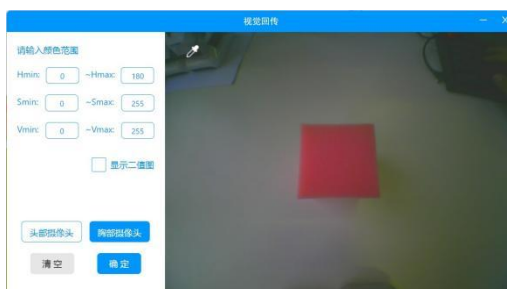 视觉回传
请输入颜色范围
Hmin: 0 ~Hmax: 180
Smin: 0 ~Smax: 255
Vmin: 0 ~Vmax: 255
显示二值图
头部摄像头 胸部摄像头
清空 确定